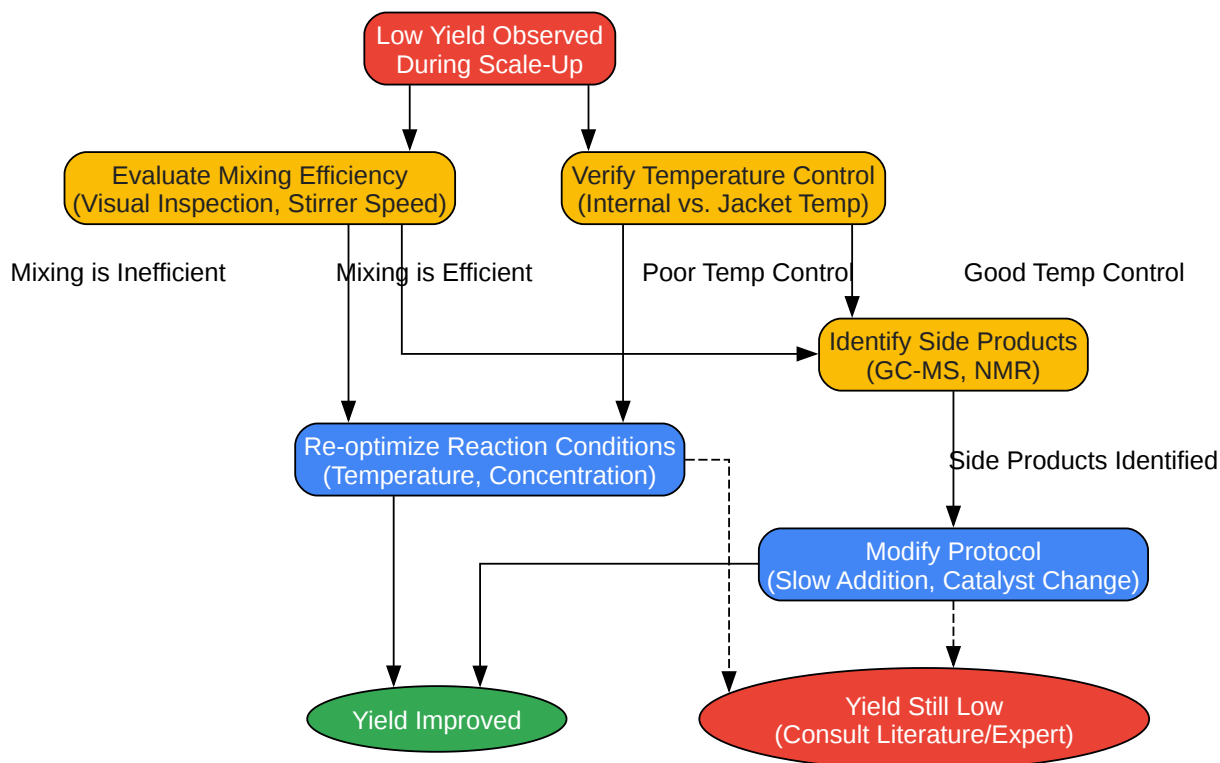 Low Yield Observed
During Scale-Up
Evaluate Mixing Efficiency
(Visual Inspection, Stirrer Speed)
Verify Temperature Control
(Internal vs. Jacket Temp)
Mixing is Inefficient
Mixing is Efficient
Poor Temp Control
Good Temp Control
Identify Side Products
(GC-MS, NMR)
Re-optimize Reaction Conditions
(Temperature, Concentration)
Side Products Identified
Modify Protocol
(Slow Addition, Catalyst Change)
Yield Improved
Yield Still Low
(Consult Literature/Expert)